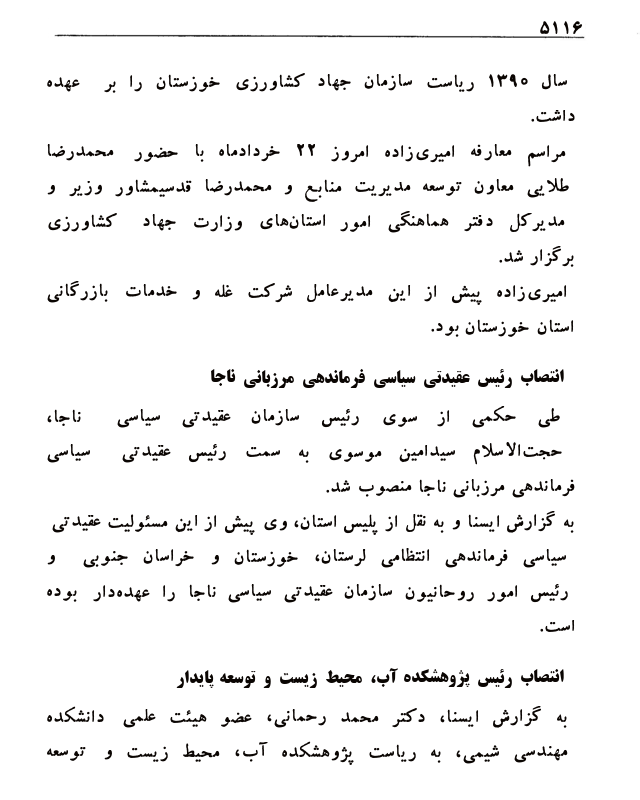 ۵۱۱۶
سال ۱۳۹۰ ریاست سازمان جهاد کشاورزی خوزستان را بر عهده
داشت.
مراسم معارفه امیری‌زاده امروز ۲۲ خردادماه با حضور محمدرضا
طلایی معاون توسعه مدیریت منابع و محمدرضا قدسیمشاور وزیر و
مدیرکل دفتر هماهنگی امور استان‌های وزارت جهاد کشاورزی
برگزار شد.
امیری‌زاده پیش از این مدیرعامل شرکت غله و خدمات بازرگانی
استان خوزستان بود.
انتصاب رئیس عقیدتی سیاسی فرماندهی مرزبانی ناجا
طی حکمی از سوی رئیس سازمان عقیدتی سیاسی ناجا،
حجت‌الاسلام سیدامین موسوی به سمت رئیس عقیدتی سیاسی
فرماندهی مرزبانی ناجا منصوب شد.
به گزارش ایسنا و به نقل از پلیس استان، وی پیش از این مسئولیت عقیدتی
سیاسی فرماندهی انتظامی لرستان، خوزستان و خراسان جنوبی و
رئیس امور روحانیون سازمان عقیدتی سیاسی ناجا را عهده‌دار بوده
است.
انتصاب رئیس پژوهشکده آب، محیط زیست و توسعه پایدار
به گزارش ایسنا، دکتر محمد رحمانی، عضو هیئت علمی دانشکده
مهندسی شیمی، به ریاست پژوهشکده آب، محیط زیست و توسعه